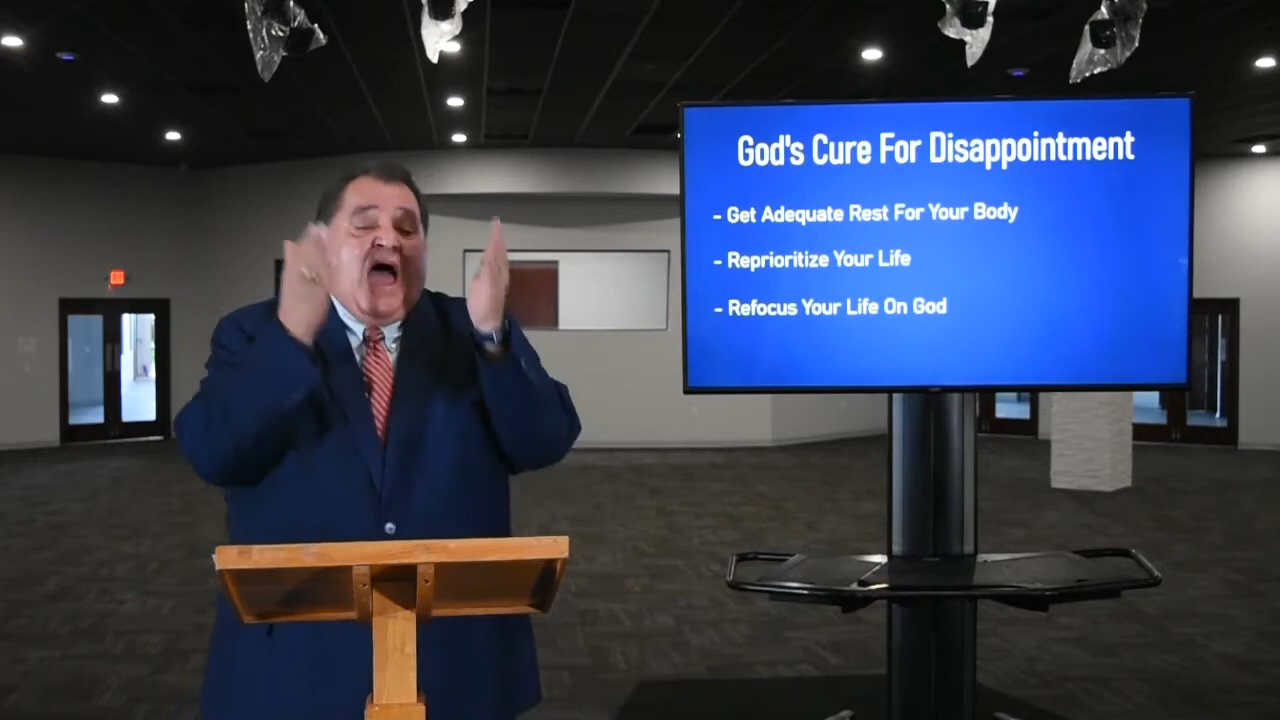 God's Cure For Disappointment
- Get Adequate Rest For Your Body
- Reprioritize Your Life
- Refocus Your Life On God